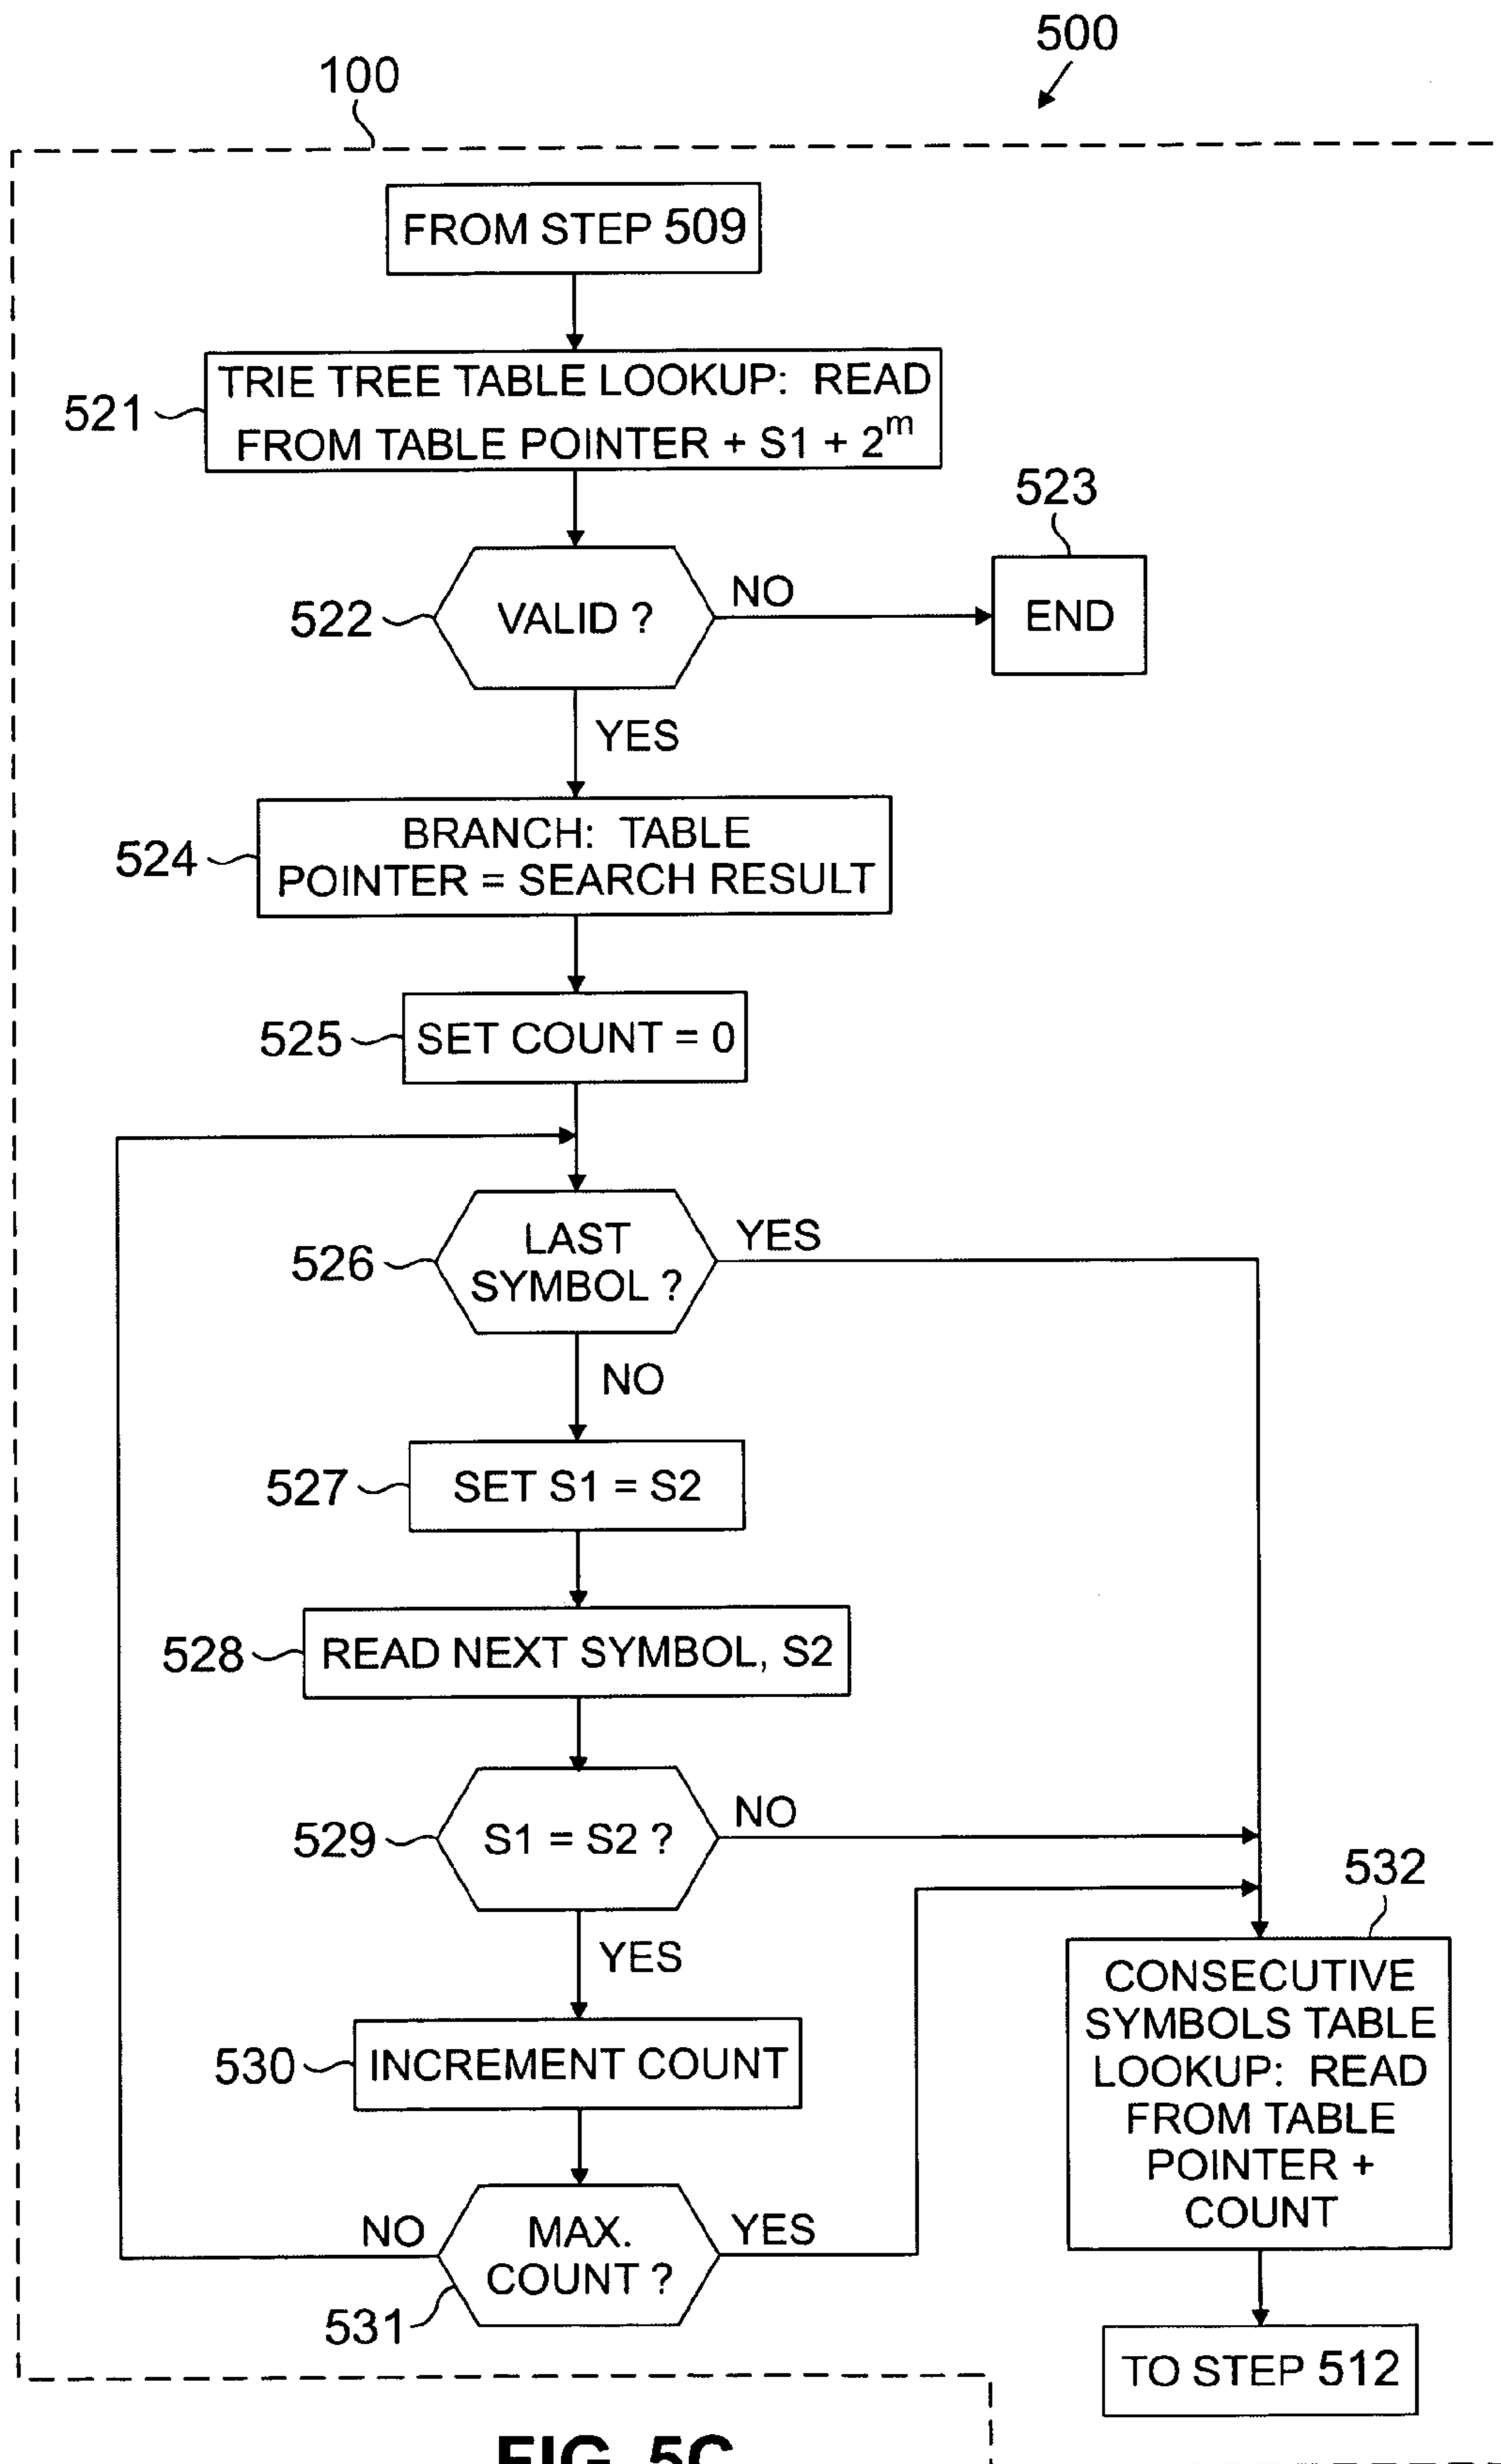 500
100
FROM STEP 509
521
TRIE TREE TABLE LOOKUP: READ
FROM TABLE POINTER + S1 + 2^m
523
522
VALID ?
NO
END
YES
524
BRANCH: TABLE
POINTER = SEARCH RESULT
525
SET COUNT = 0
526
LAST
SYMBOL ?
YES
NO
527
SET S1 = S2
528
READ NEXT SYMBOL, S2
529
S1 = S2 ?
NO
532
YES
CONSECUTIVE
SYMBOLS TABLE
LOOKUP: READ
FROM TABLE
POINTER +
COUNT
530
INCREMENT COUNT
NO
MAX.
COUNT ?
YES
531
TO STEP 512
FIG. 5C